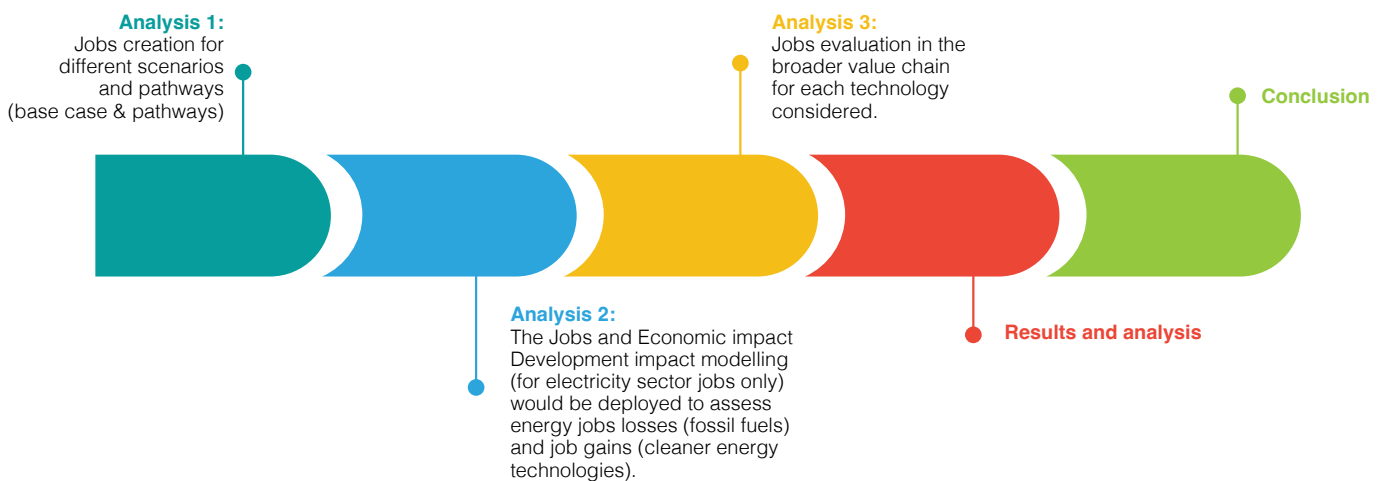 Analysis 1:
Jobs creation for
different scenarios
and pathways
(base case & pathways)
Analysis 2:
The Jobs and Economic impact
Development impact modelling
(for electricity sector jobs only)
would be deployed to assess
energy jobs losses (fossil fuels)
and job gains (cleaner energy
technologies).
Analysis 3:
Jobs evaluation in the
broader value chain
for each technology
considered.
Results and analysis
Conclusion